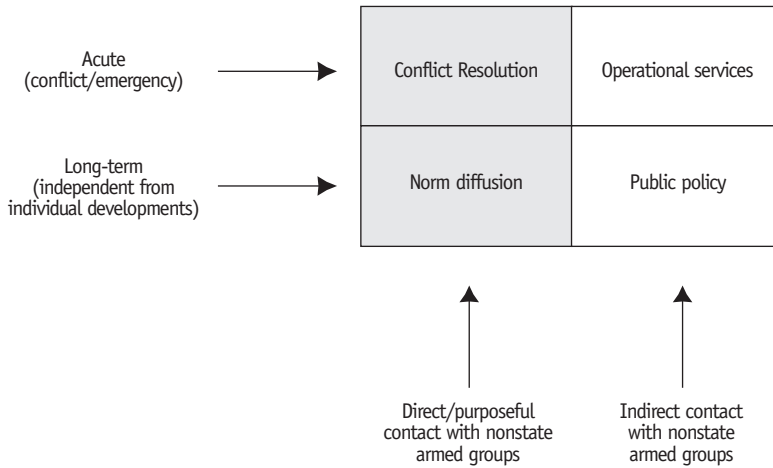 Acute
(conflict/emergency)
Conflict Resolution
Operational services
Long-term
(independent from
individual developments)
Norm diffusion
Public policy
Direct/purposeful
contact with nonstate
armed groups
Indirect contact
with nonstate
armed groups